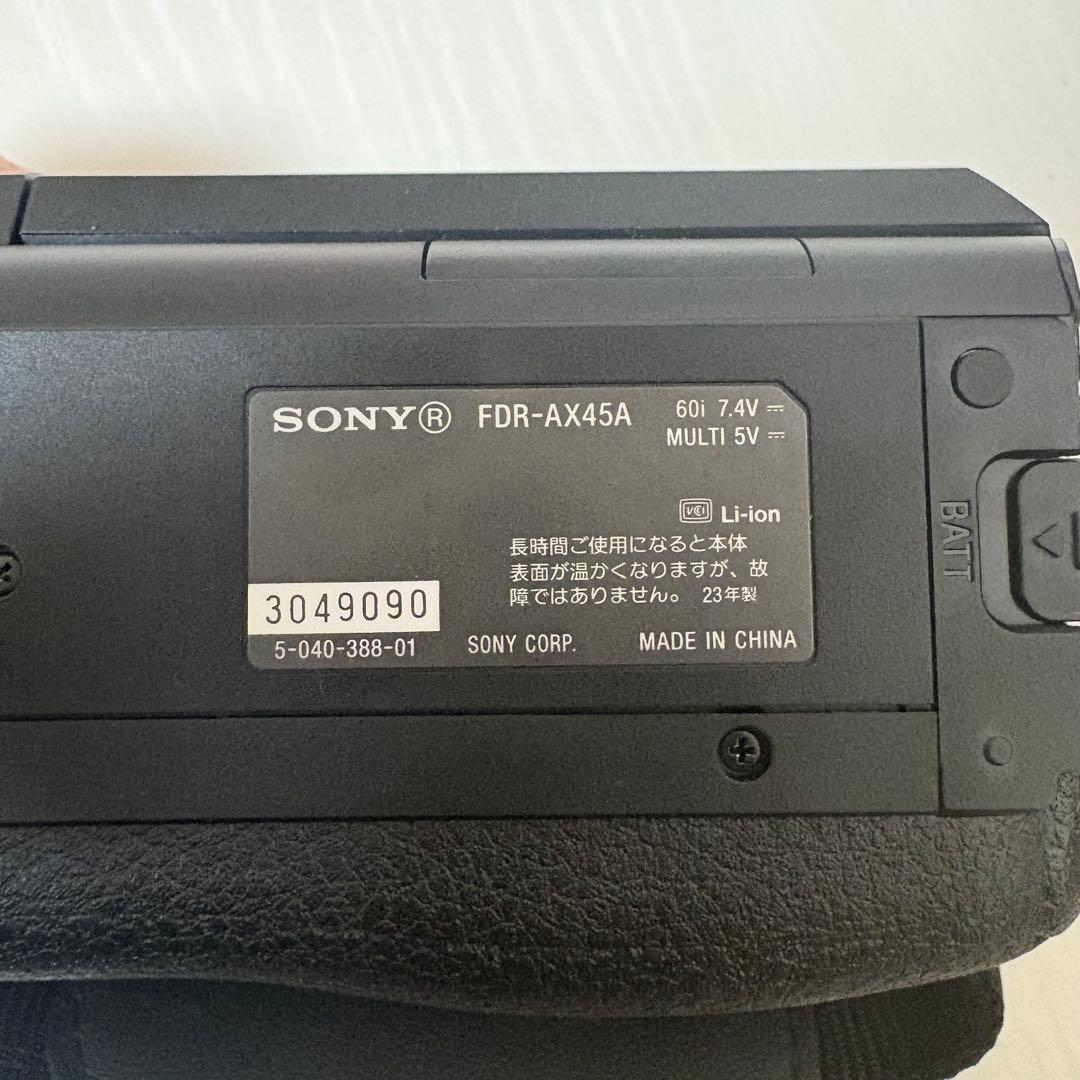 SONY® FDR-AX45A 60i 7.4V ⎓
MULTI 5V ⎓
VCI Li-ion
長時間ご使用になると本体
表面が温かくなりますが、故
障ではありません。 23年製
3049090
5-040-388-01 SONY CORP. MADE IN CHINA
BATT